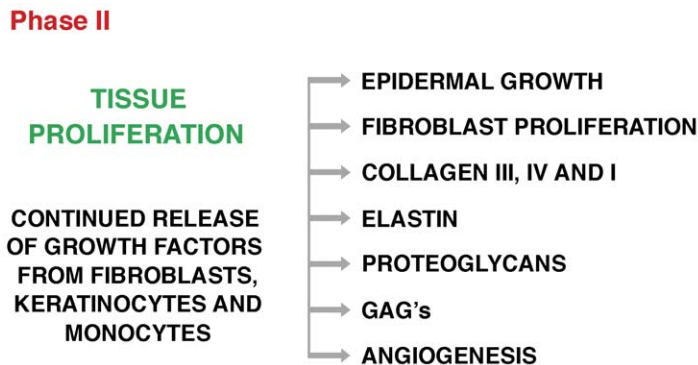 Phase II
TISSUE
PROLIFERATION
CONTINUED RELEASE
OF GROWTH FACTORS
FROM FIBROBLASTS,
KERATINOCYTES AND
MONOCYTES
EPIDERMAL GROWTH
FIBROBLAST PROLIFERATION
COLLAGEN III, IV AND I
ELASTIN
PROTEOGLYCANS
GAG's
ANGIOGENESIS